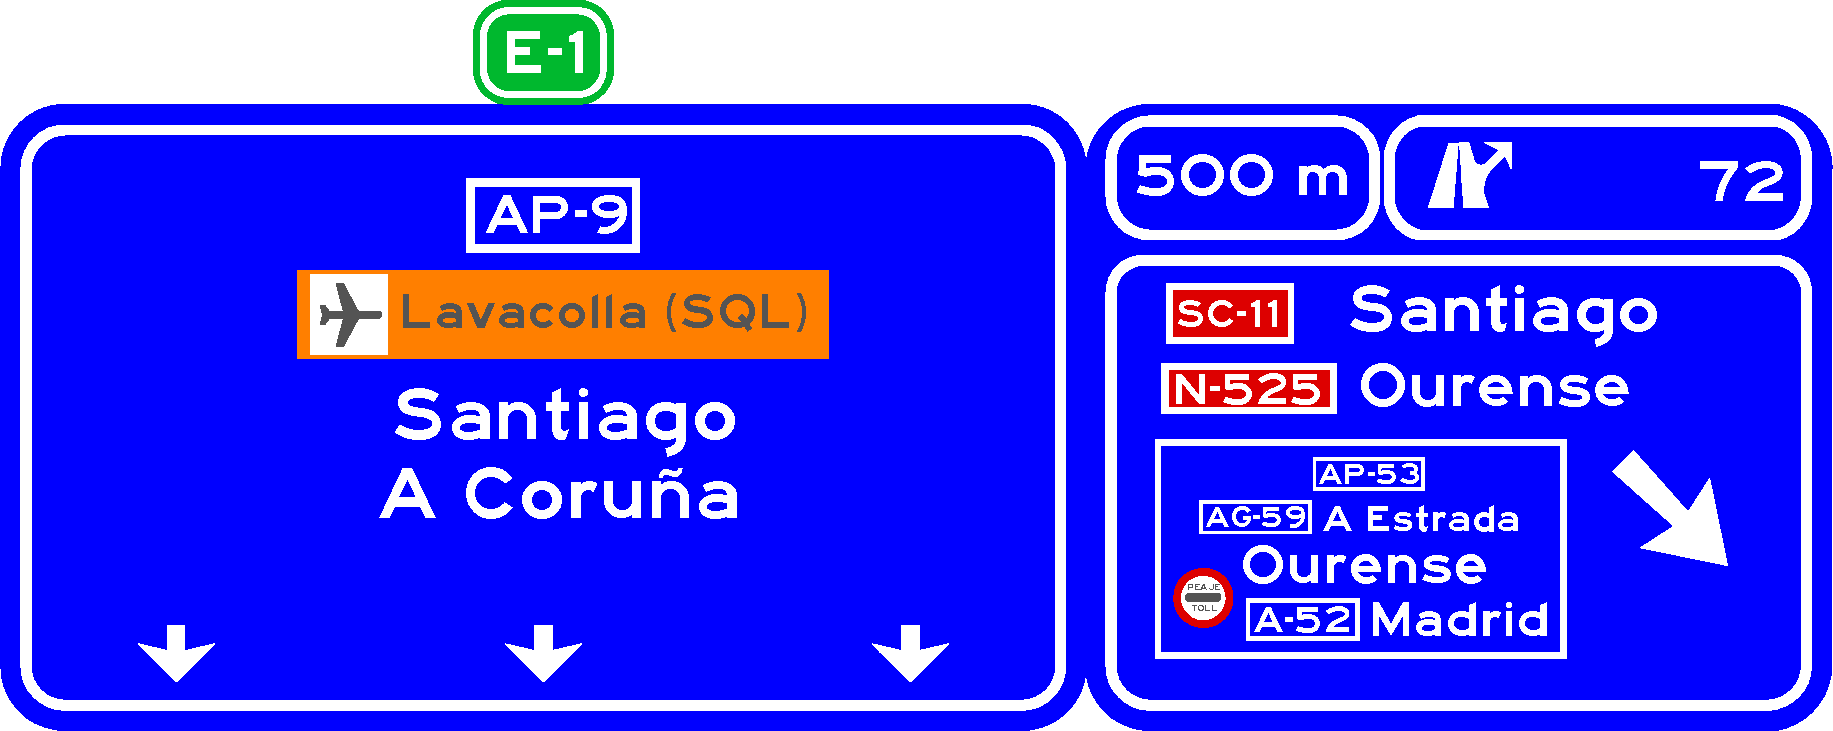 E-1
AP-9
Lavacolla (SQL)
Santiago
A Coruña
500 m
72
SC-11 Santiago
N-525 Ourense
AP-53
AG-59 A Estrada
Ourense
PEAJE
TOLL
A-52 Madrid